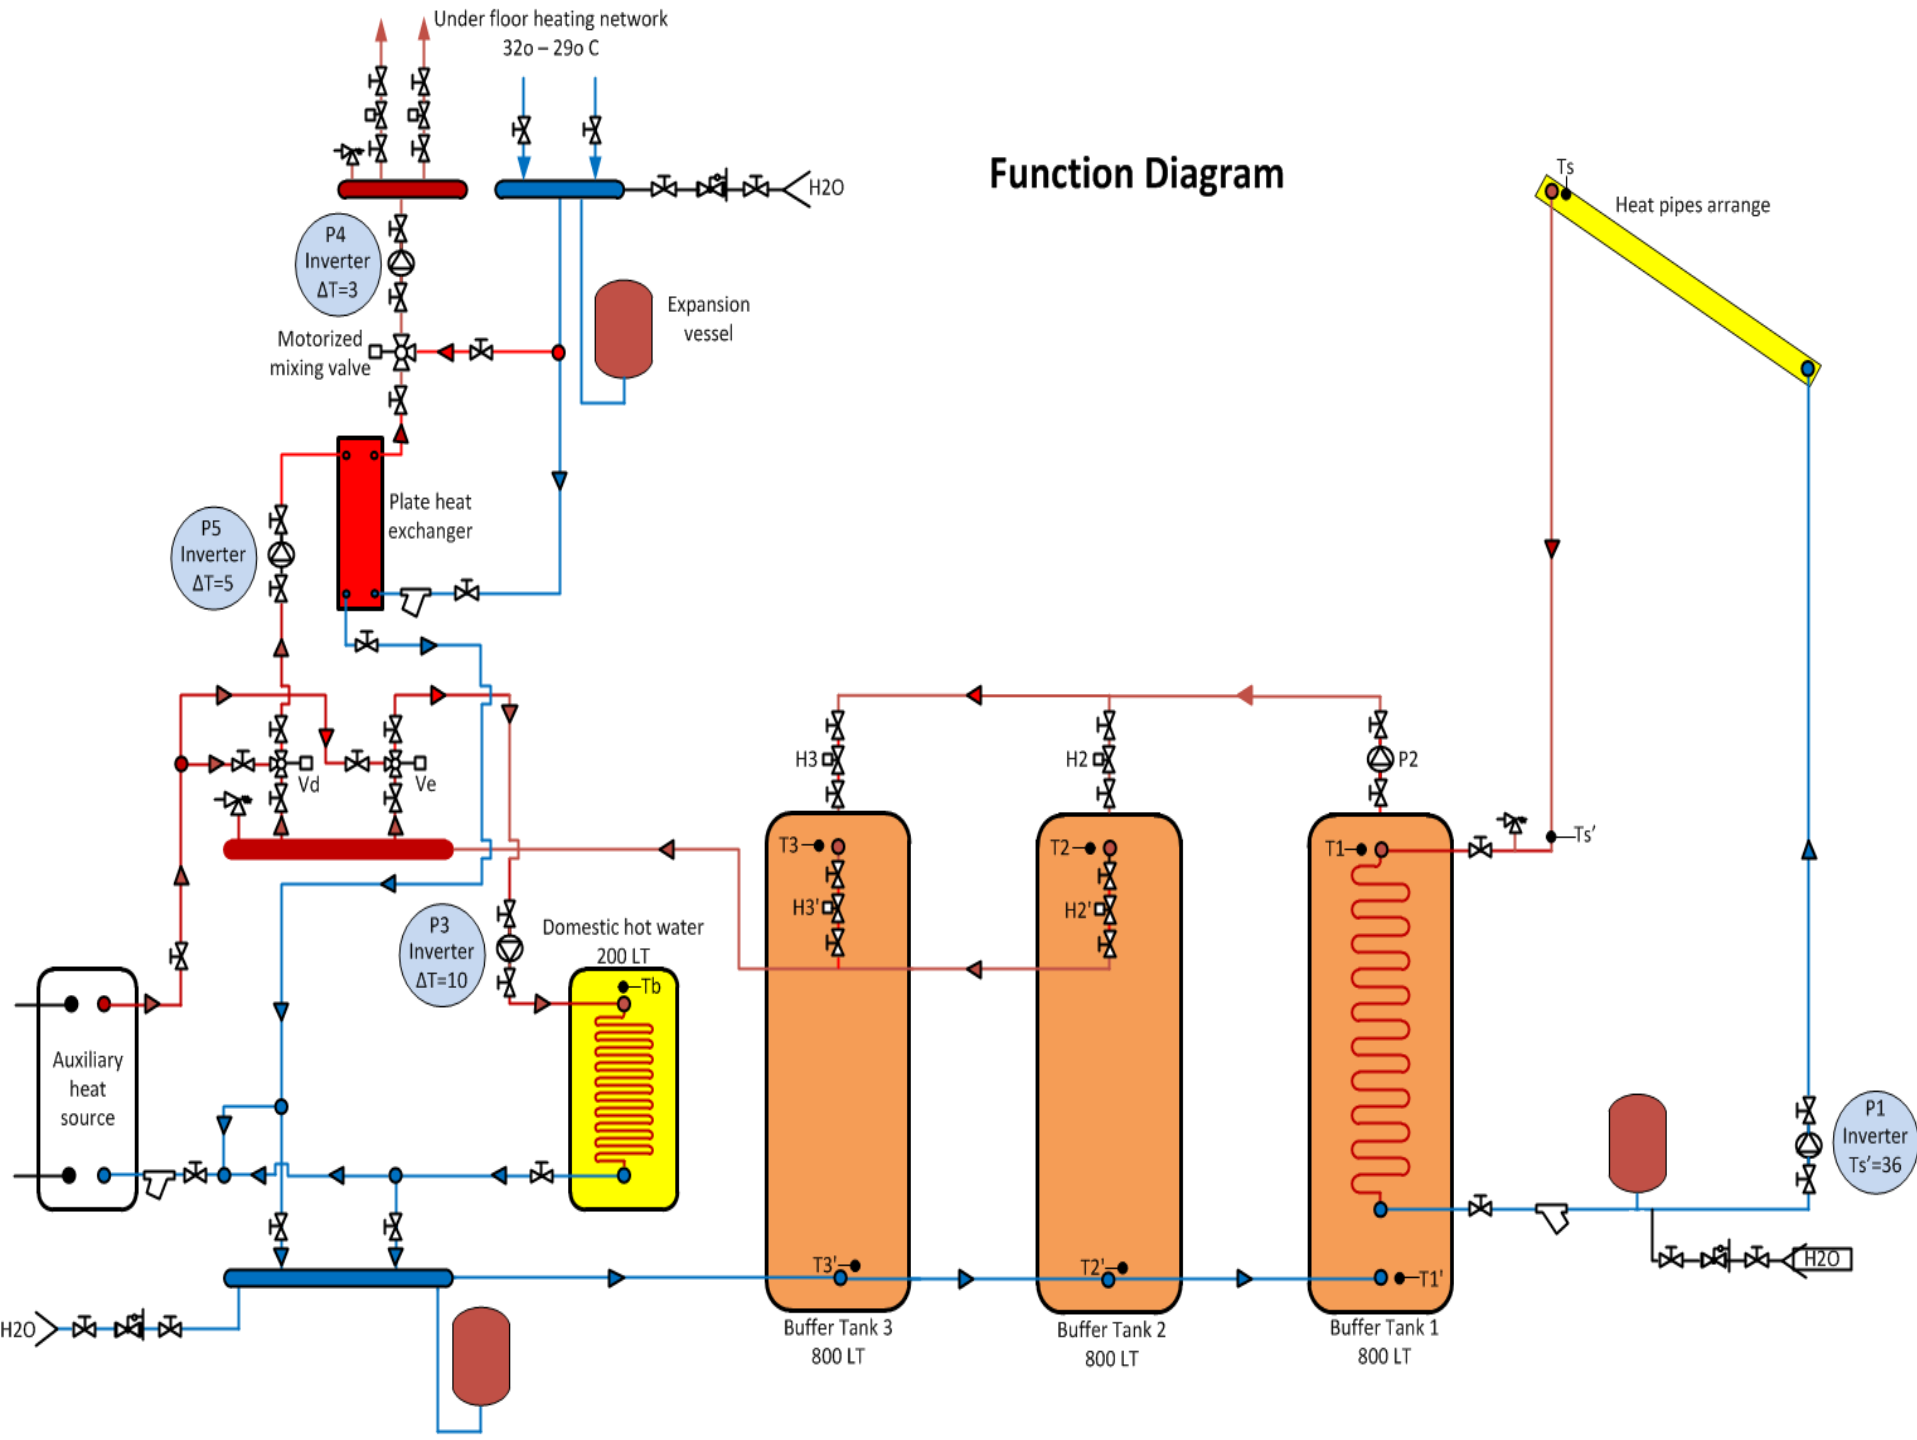 Under floor heating network
32o – 29o C
Function Diagram
H2O
Ts
Heat pipes arrange
P4
Inverter
ΔT=3
Expansion
vessel
Motorized
mixing valve
Plate heat
exchanger
P5
Inverter
ΔT=5
Vd
Ve
H3
H2
P2
T3
T2
T1
Ts'
H3'
H2'
P3
Inverter
ΔT=10
Domestic hot water
200 LT
Tb
Auxiliary
heat
source
P1
Inverter
Ts'=36
T3'
T2'
T1'
H2O
H2O
Buffer Tank 3
800 LT
Buffer Tank 2
800 LT
Buffer Tank 1
800 LT